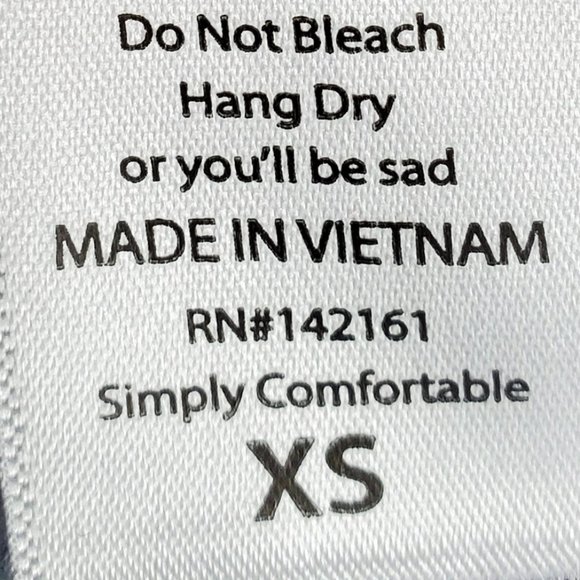 Do Not Bleach
Hang Dry
or you'll be sad
MADE IN VIETNAM
RN#142161
Simply Comfortable
XS